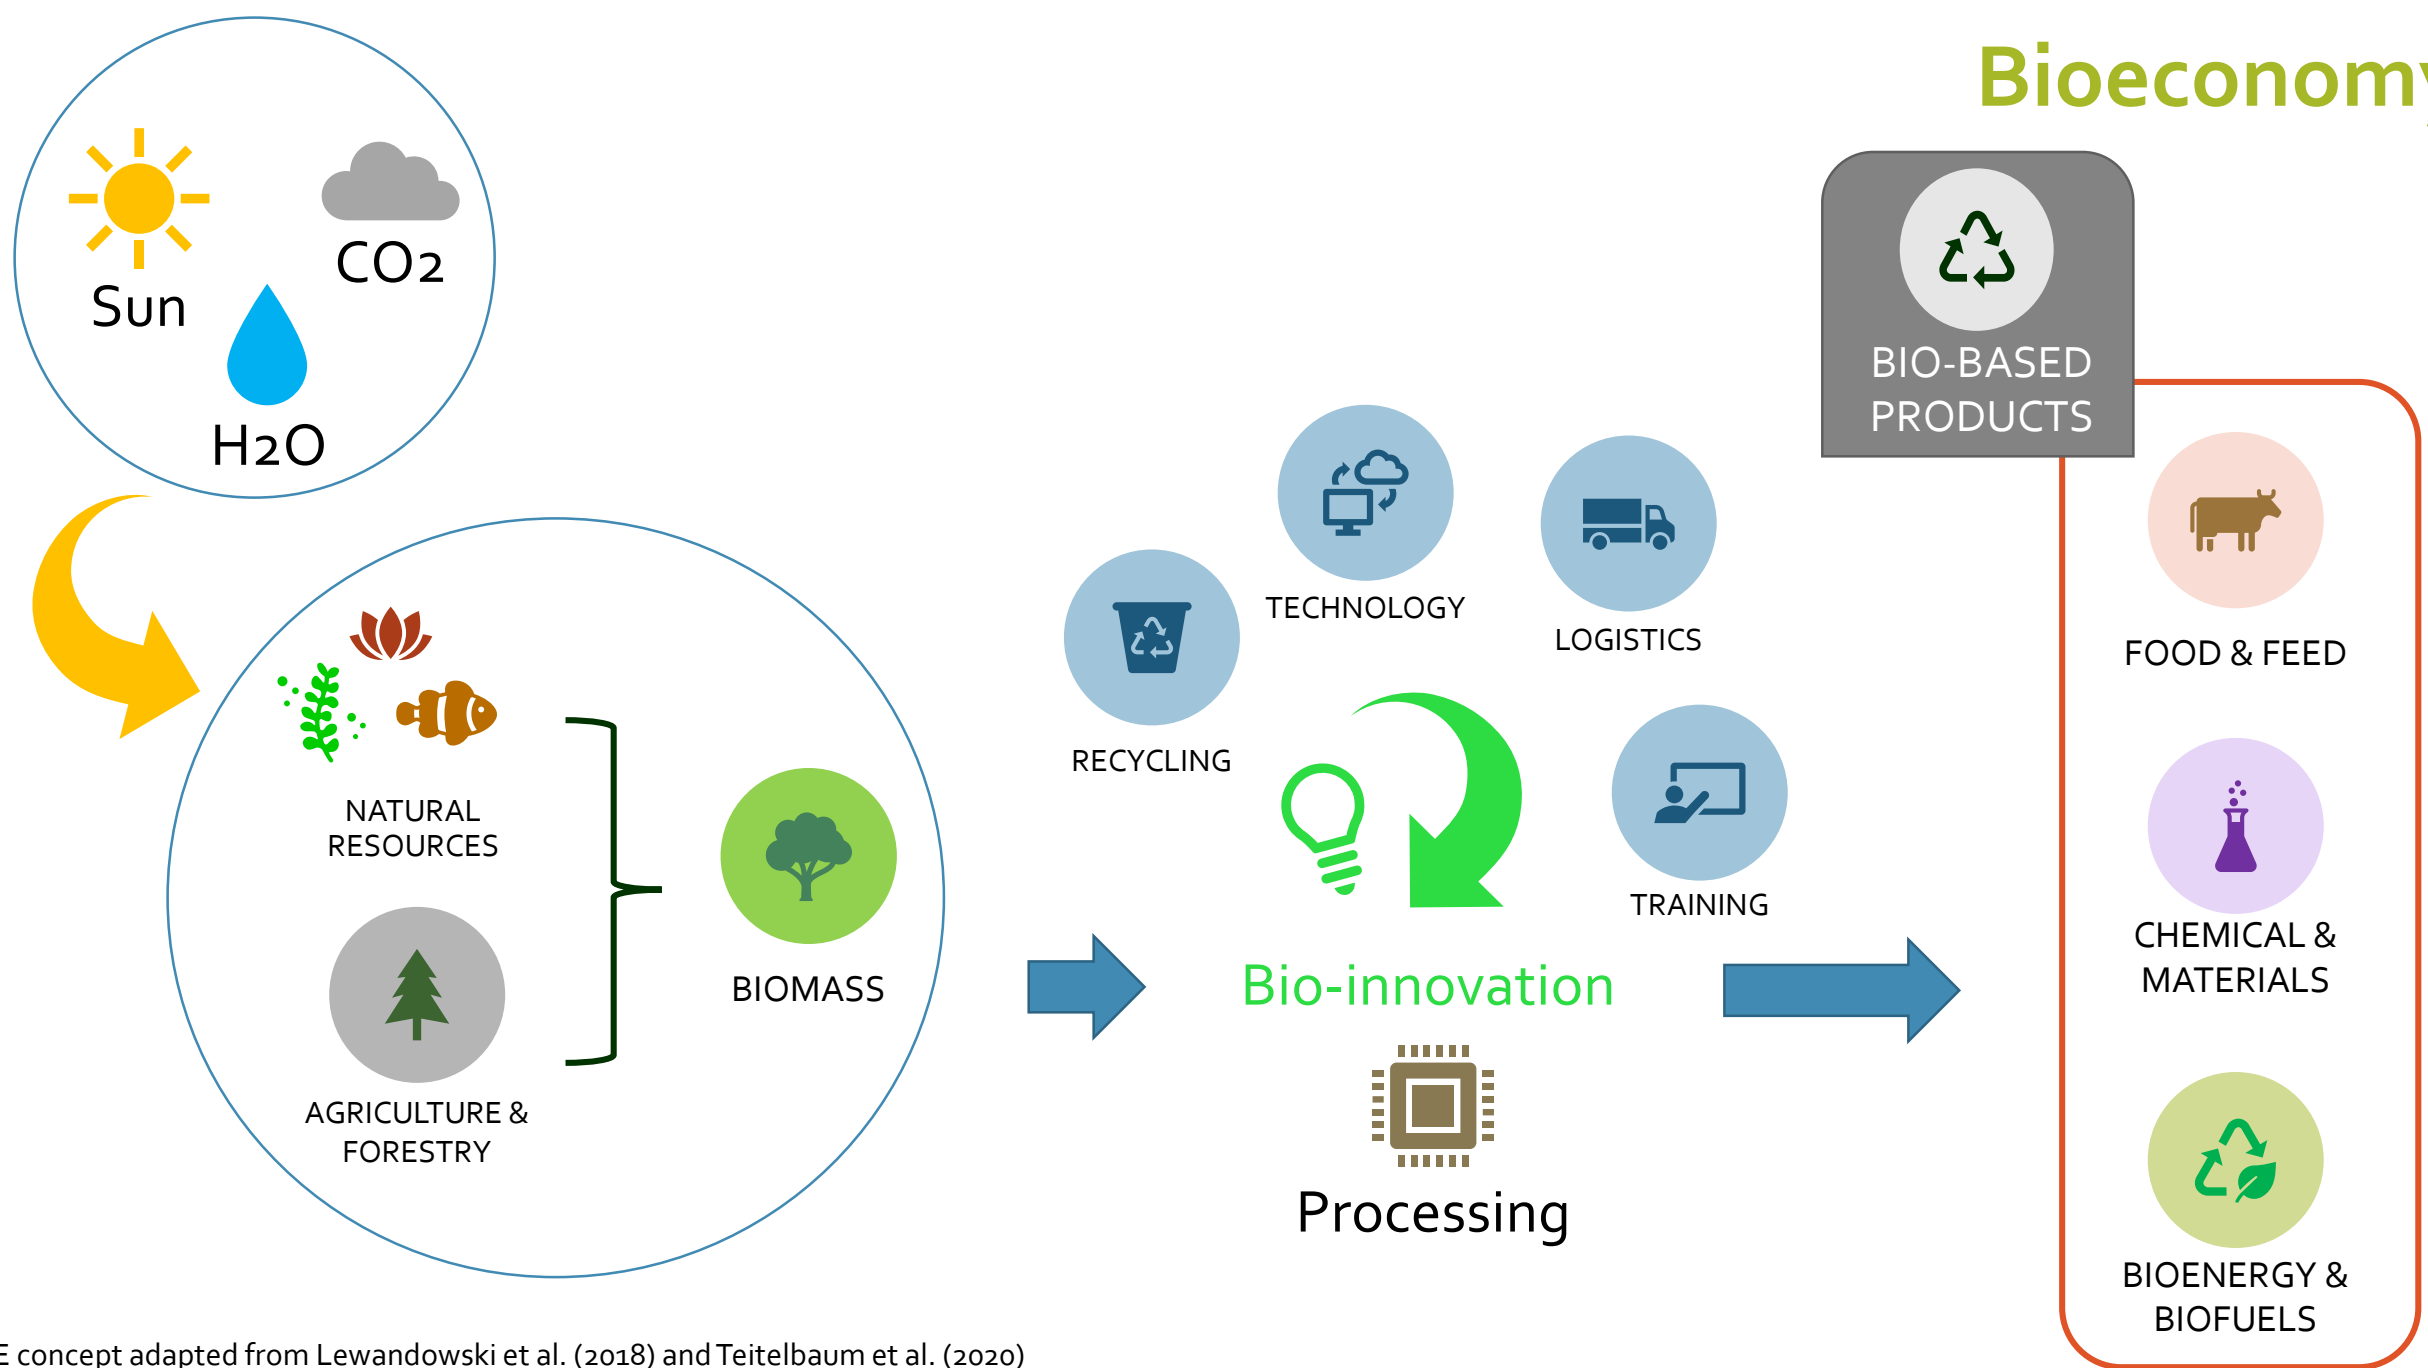 Bioeconomy
Sun
CO2
H2O
NATURAL
RESOURCES
AGRICULTURE &
FORESTRY
BIOMASS
RECYCLING
TECHNOLOGY
LOGISTICS
TRAINING
Bio-innovation
Processing
BIO-BASED
PRODUCTS
FOOD & FEED
CHEMICAL &
MATERIALS
BIOENERGY &
BIOFUELS
E concept adapted from Lewandowski et al. (2018) and Teitelbaum et al. (2020)